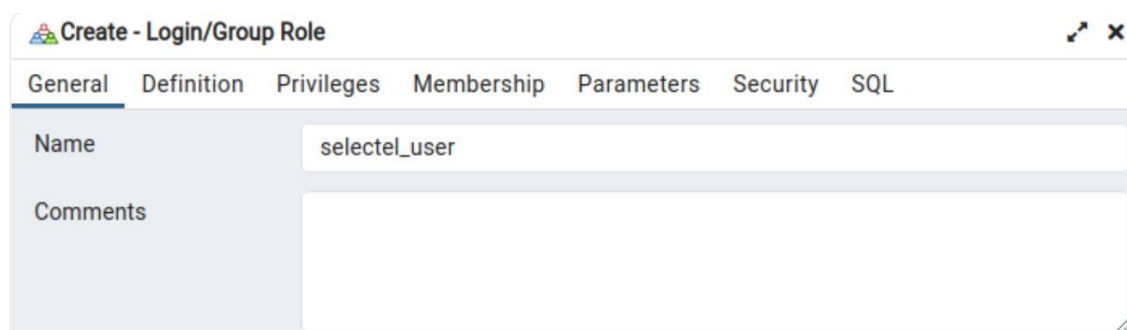 Create - Login/Group Role
General Definition Privileges Membership Parameters Security SQL
Name selectel_user
Comments